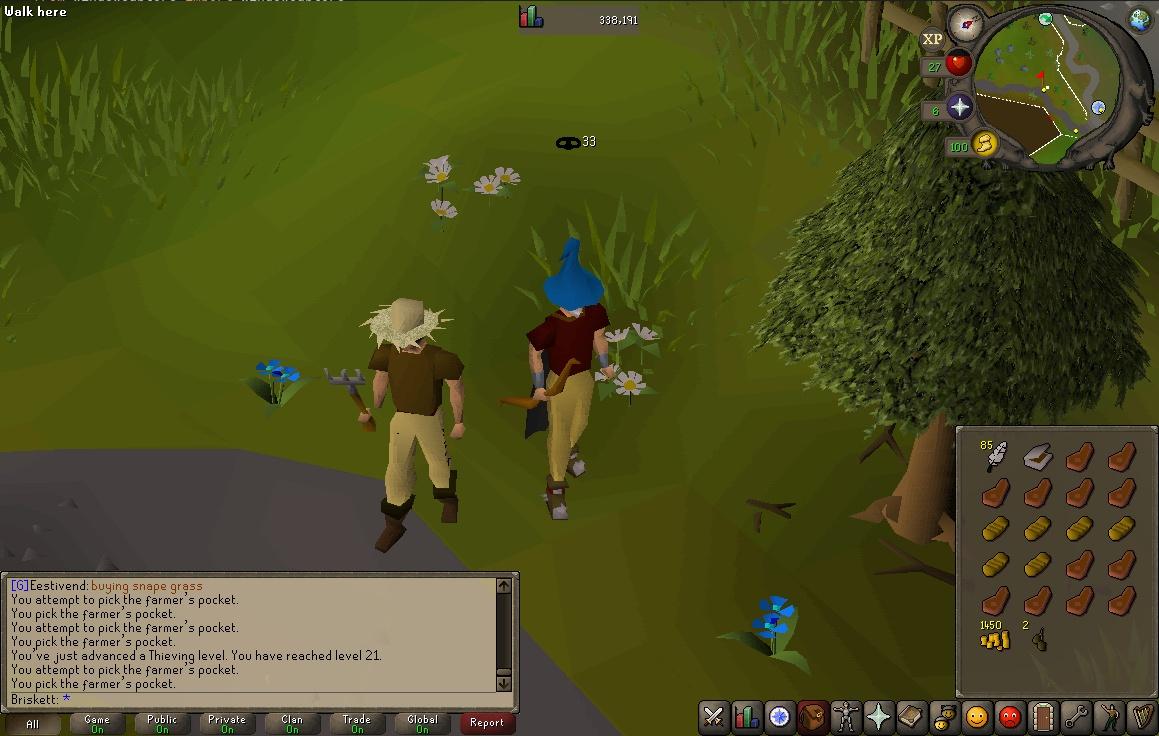 Walk here
338,191
XP
27
6
100
33
85
1450
2
[G]Eestivend: buying snape grass
You attempt to pick the farmer's pocket.
You pick the farmer's pocket.
You attempt to pick the farmer's pocket.
You pick the farmer's pocket.
You've just advanced a Thieving level. You have reached level 21.
You attempt to pick the farmer's pocket.
You pick the farmer's pocket.
Briskett: *
All
Game
On
Public
On
Private
On
Clan
On
Trade
On
Global
On
Report